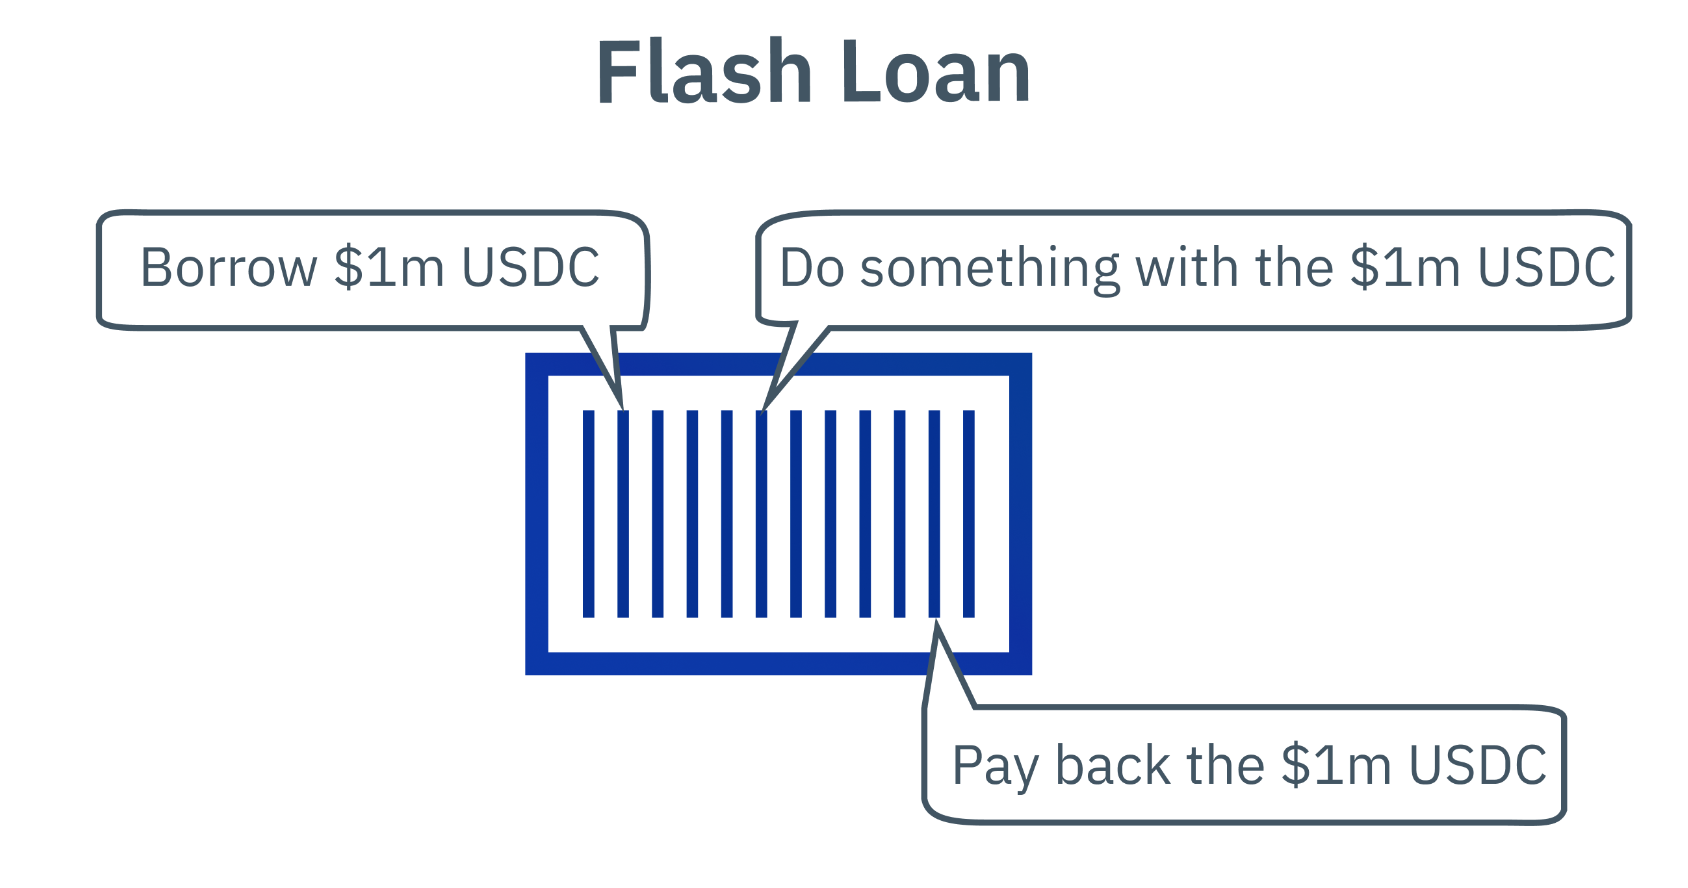 Flash Loan
Borrow $1m USDC
Do something with the $1m USDC
Pay back the $1m USDC